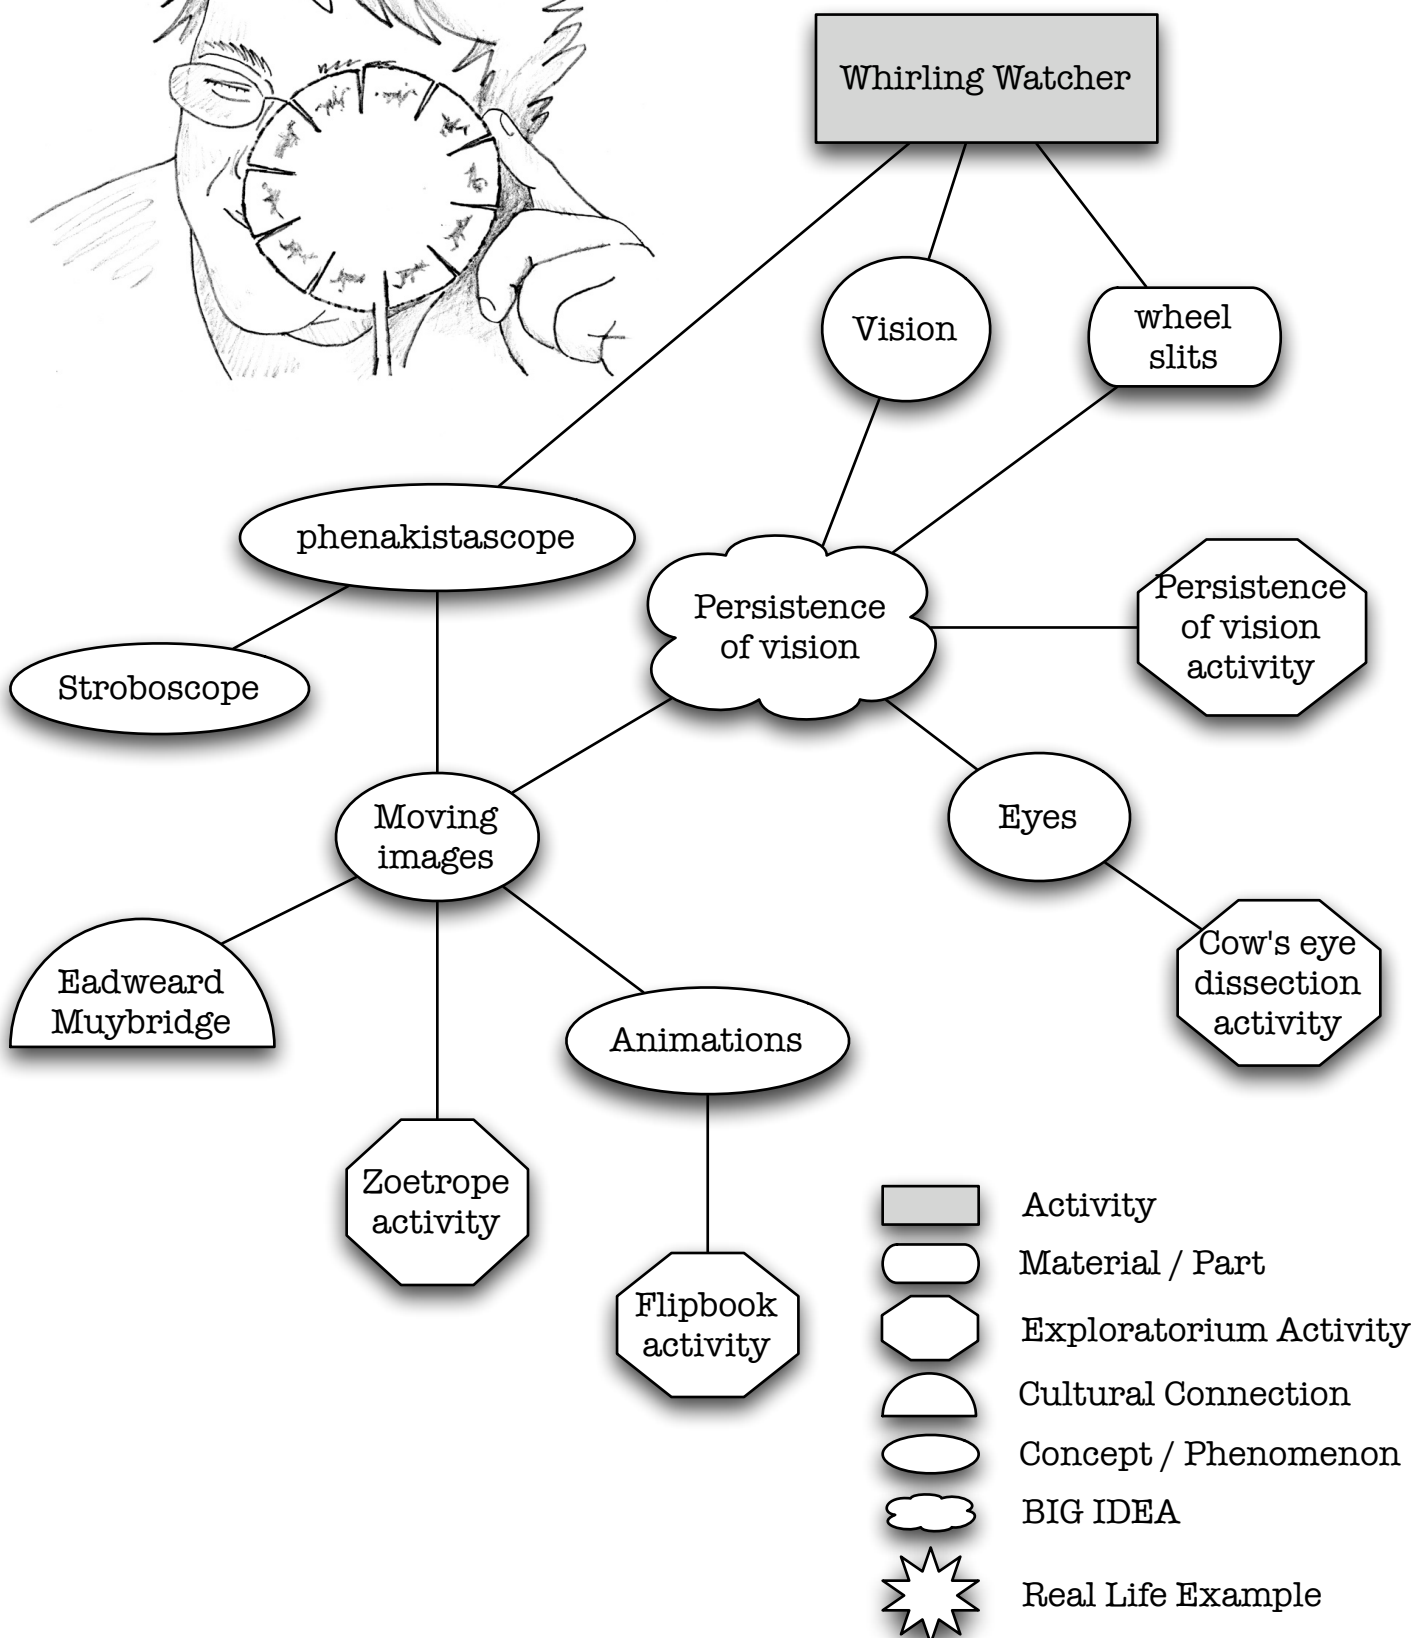 Whirling Watcher
Vision
wheel
slits
phenakistascope
Persistence
of vision
Persistence
of vision
activity
Stroboscope
Moving
images
Eyes
Eadweard
Muybridge
Cow's eye
dissection
activity
Animations
Zoetrope
activity
Flipbook
activity
Activity
Material / Part
Exploratorium Activity
Cultural Connection
Concept / Phenomenon
BIG IDEA
Real Life Example